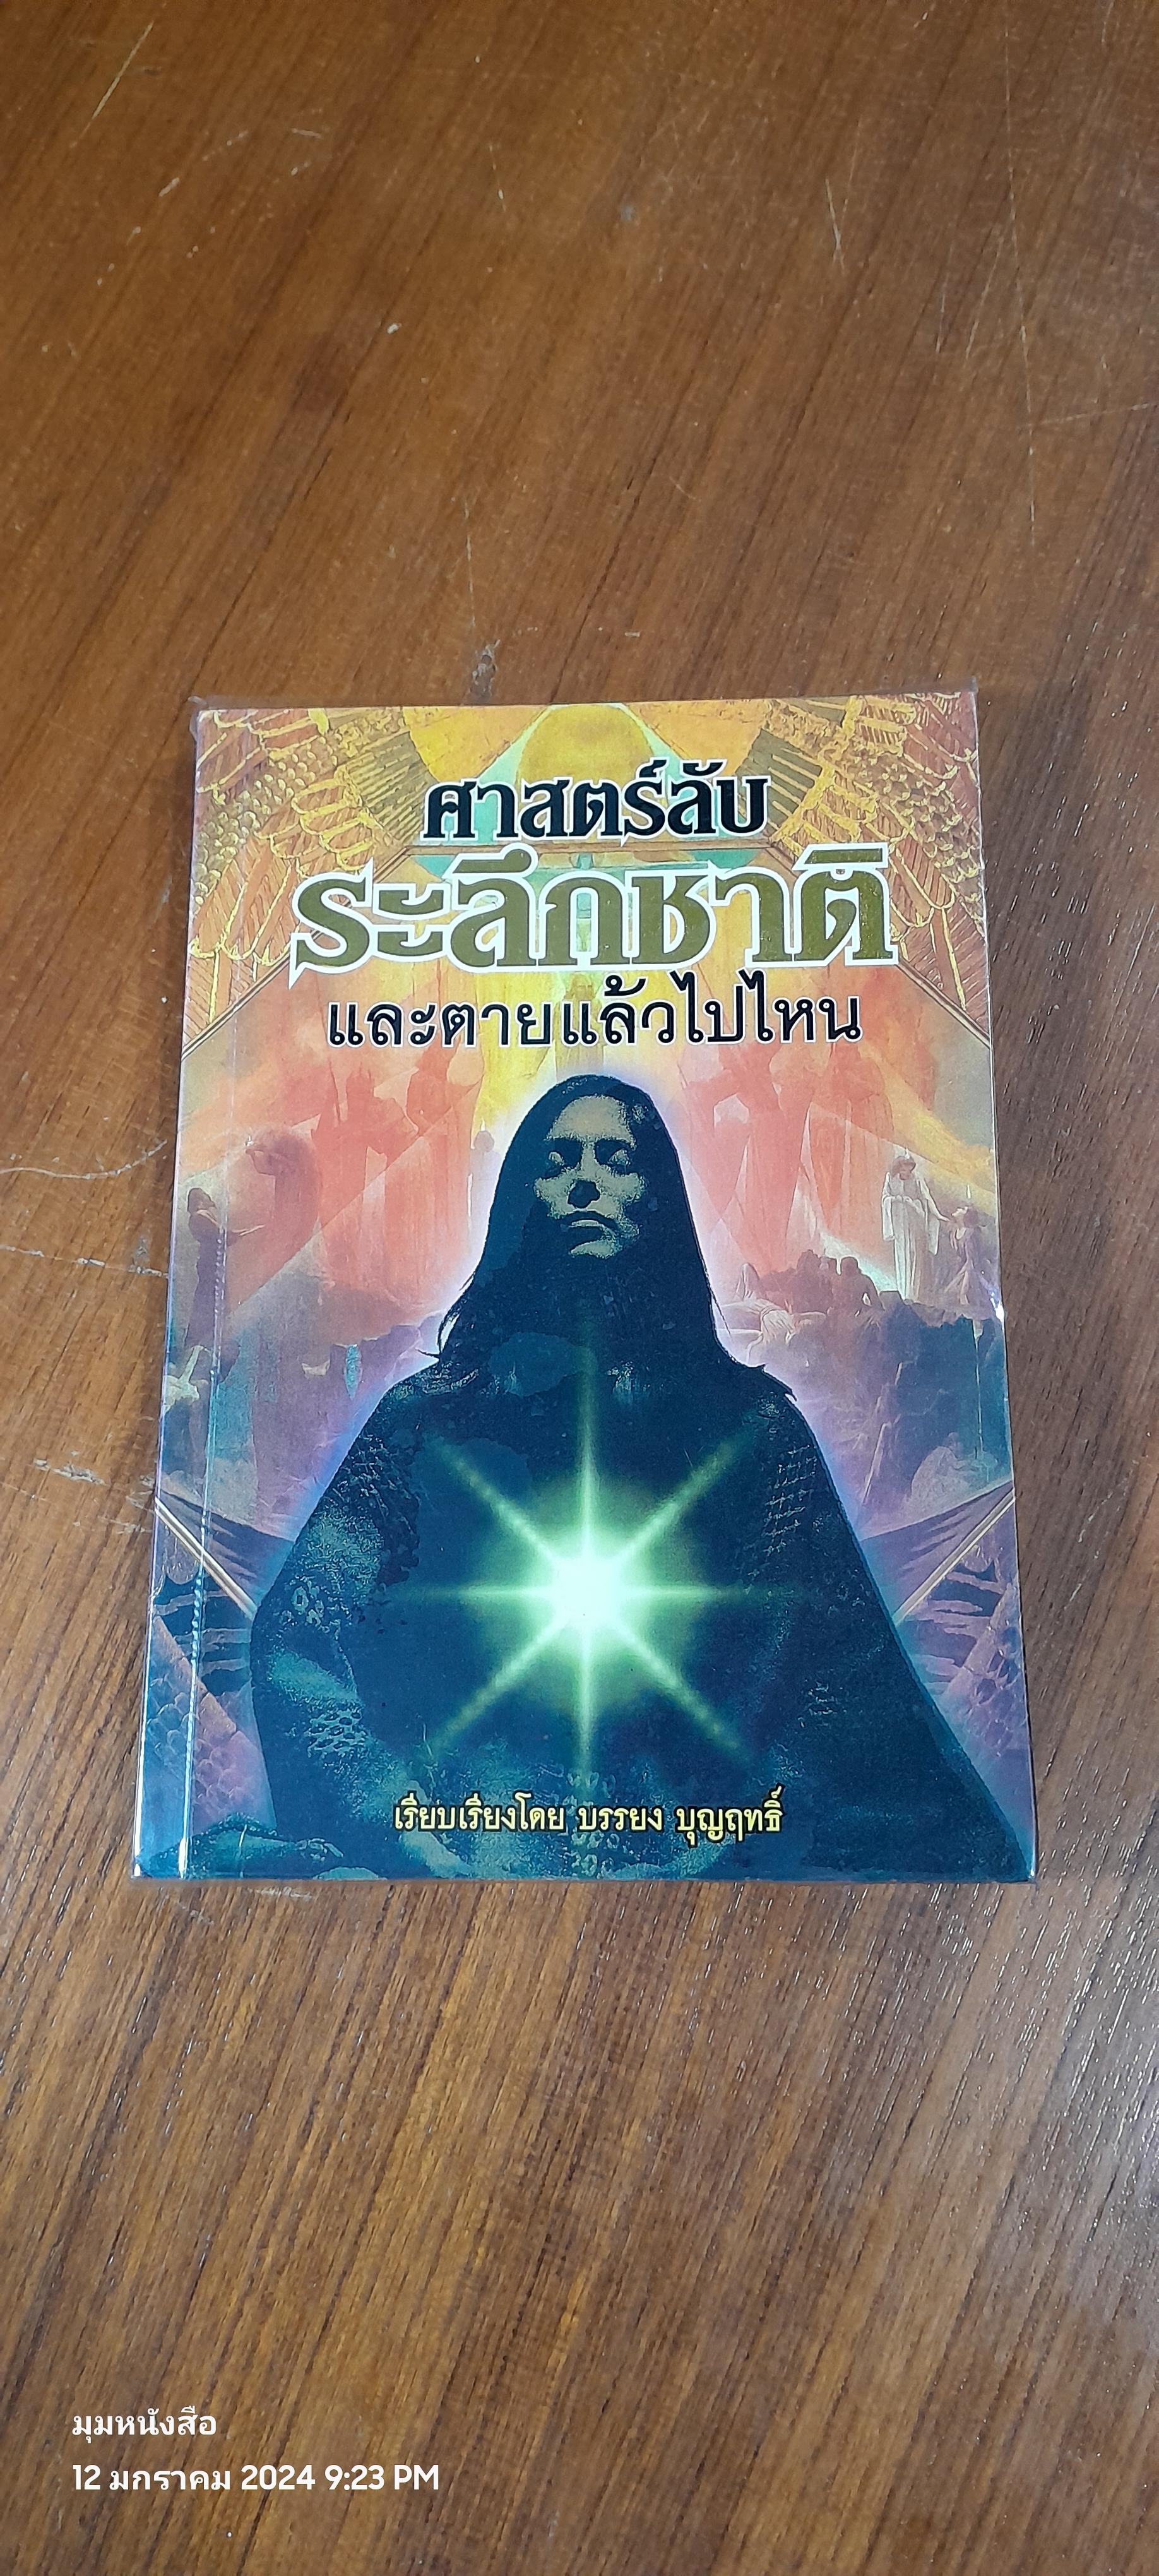 ศาสตร์ลับ
ระลึกชาติ
และตายแล้วไปไหน
เรียบเรียงโดย บรรยง บุญฤทธิ์
มุมหนังสือ
12 มกราคม 2024 9:23 PM